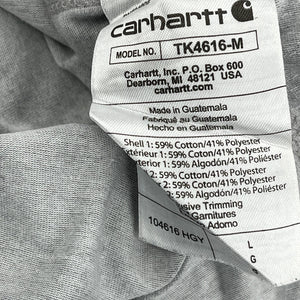 carhartt
MODEL NO. TK4616-M
Carhartt, Inc. P.O. Box 600
Dearborn, MI 48121 USA
carhartt.com
Made in Guatemala
Fabriqué au Guatemala
Hecho en Guatemala
Shell 1: 59% Cotton/41% Polyester
térieur 1: 59% Coton/41% Polyester
terior 1: 59% Algodón/41% Poliéster
2: 59% Cotton/41% Polyester
2: 59% Coton/41% Polyester
2: 59% Algodón/41% Poliéster
usive Trimming
Garnitures
Adorno
104616 HGY
L
G